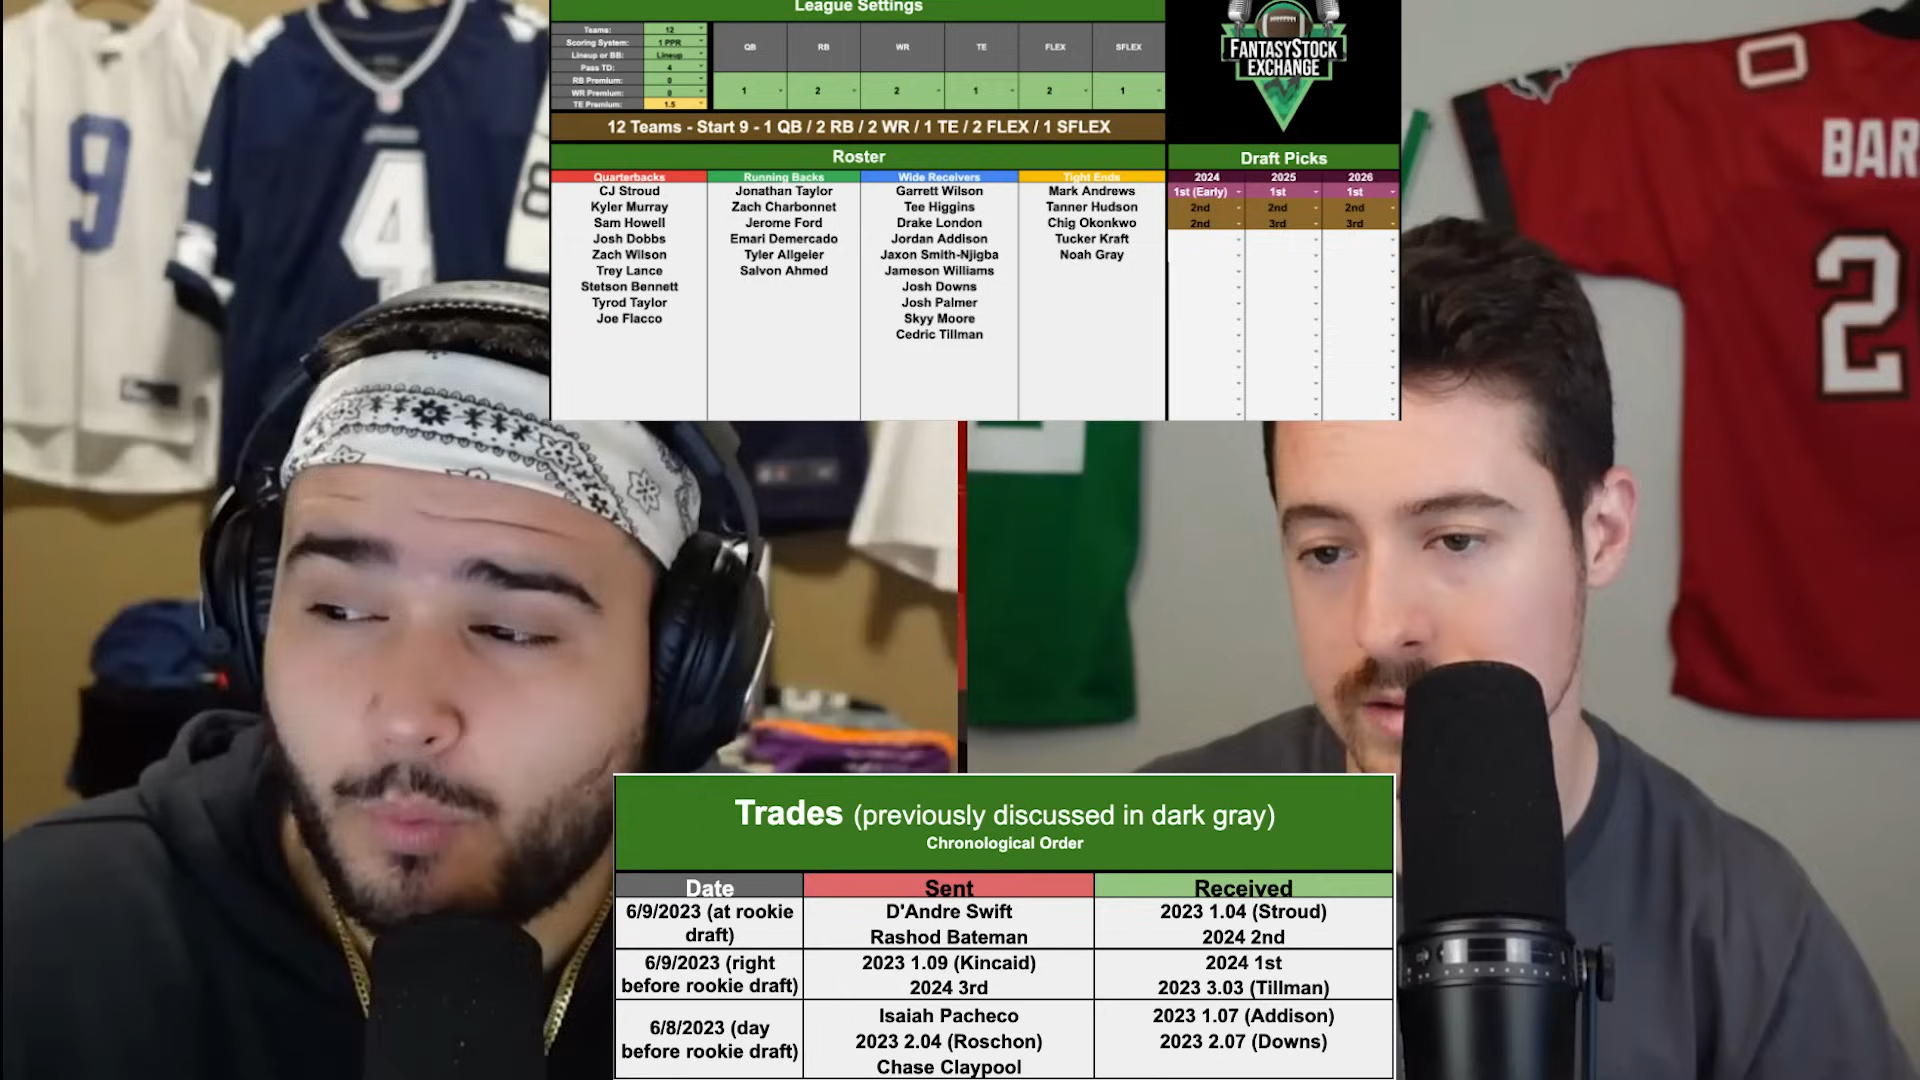 League Settings
Teams: 12
Scoring System: 1 PPR
Lineup or BB: Lineup
Pass TD: 4
RB Premium: 0
WR Premium: 0
TE Premium: 1.5
QB RB WR TE FLEX SFLEX
1 2 2 1 2 1
FANTASYSTOCK
EXCHANGE
12 Teams - Start 9 - 1 QB / 2 RB / 2 WR / 1 TE / 2 FLEX / 1 SFLEX
Roster
Quarterbacks Running Backs Wide Receivers Tight Ends
CJ Stroud Jonathan Taylor Garrett Wilson Mark Andrews
Kyler Murray Zach Charbonnet Tee Higgins Tanner Hudson
Sam Howell Jerome Ford Drake London Chig Okonkwo
Josh Dobbs Emari Demercado Jordan Addison Tucker Kraft
Zach Wilson Tyler Allgeier Jaxon Smith-Njigba Noah Gray
Trey Lance Salvon Ahmed Jameson Williams
Stetson Bennett Josh Downs
Tyrod Taylor Josh Palmer
Joe Flacco Skyy Moore
Cedric Tillman
Draft Picks
2024 2025 2026
1st (Early) 1st 1st
2nd 2nd 2nd
2nd 3rd 3rd
9
4
8
0
BAR
2
Trades (previously discussed in dark gray)
Chronological Order
Date Sent Received
6/9/2023 (at rookie draft)
D'Andre Swift
Rashod Bateman
2023 1.04 (Stroud)
2024 2nd
6/9/2023 (right before rookie draft)
2023 1.09 (Kincaid)
2024 3rd
2024 1st
2023 3.03 (Tillman)
6/8/2023 (day before rookie draft)
Isaiah Pacheco
2023 2.04 (Roschon)
Chase Claypool
2023 1.07 (Addison)
2023 2.07 (Downs)